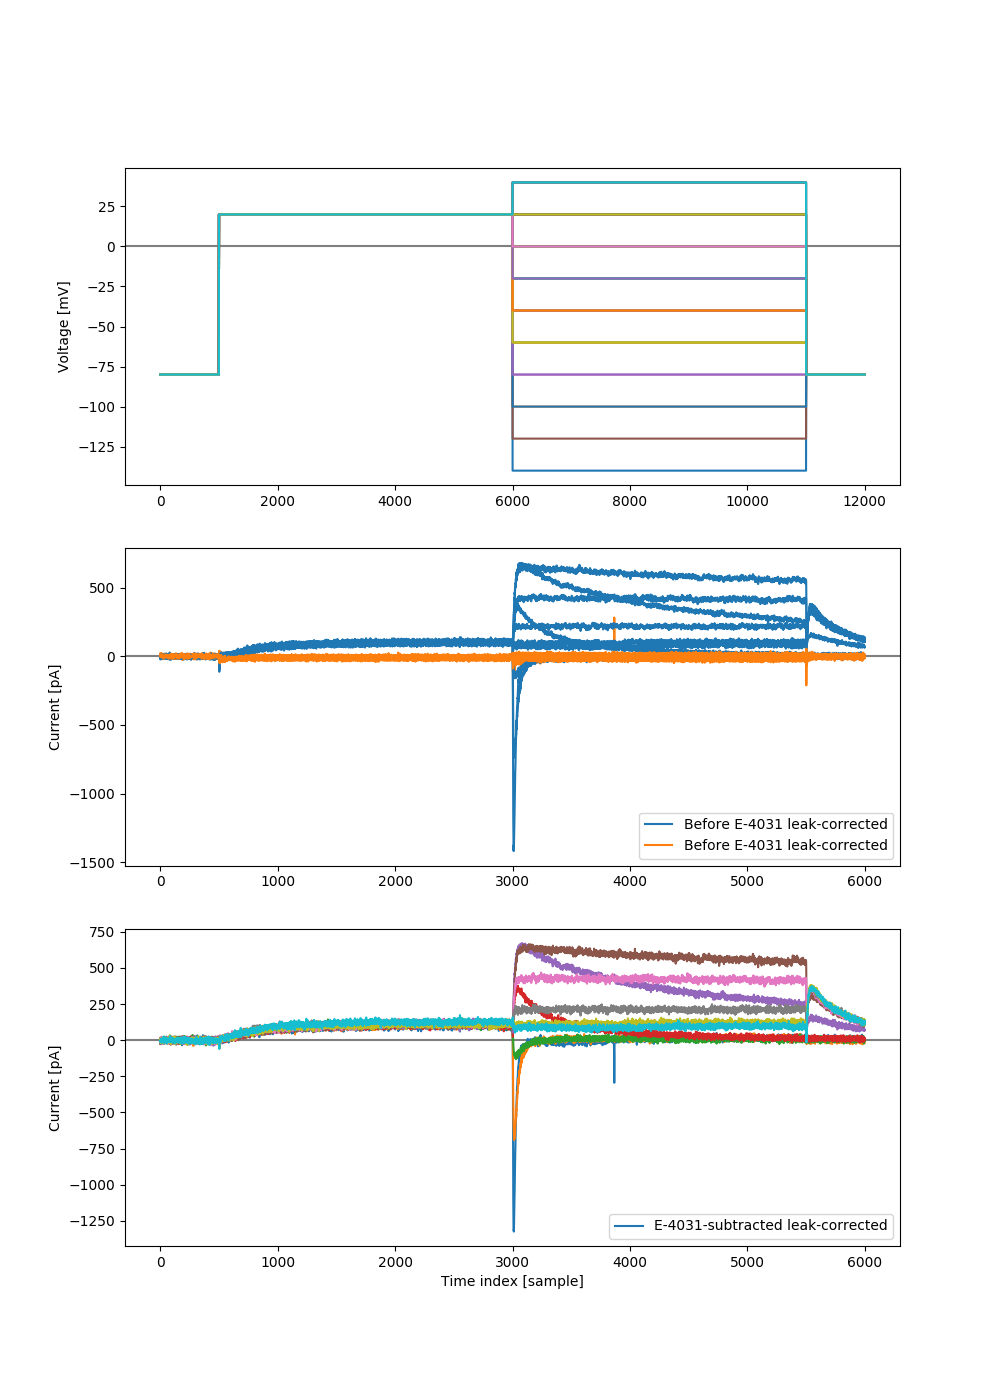 25
0
−25
−50
−75
−100
−125
Voltage [mV]
0 2000 4000 6000 8000 10000 12000
500
0
−500
−1000
−1500
Current [pA]
Before E-4031 leak-corrected
Before E-4031 leak-corrected
0 1000 2000 3000 4000 5000 6000
750
500
250
0
−250
−500
−750
−1000
−1250
Current [pA]
E-4031-subtracted leak-corrected
0 1000 2000 3000 4000 5000 6000
Time index [sample]